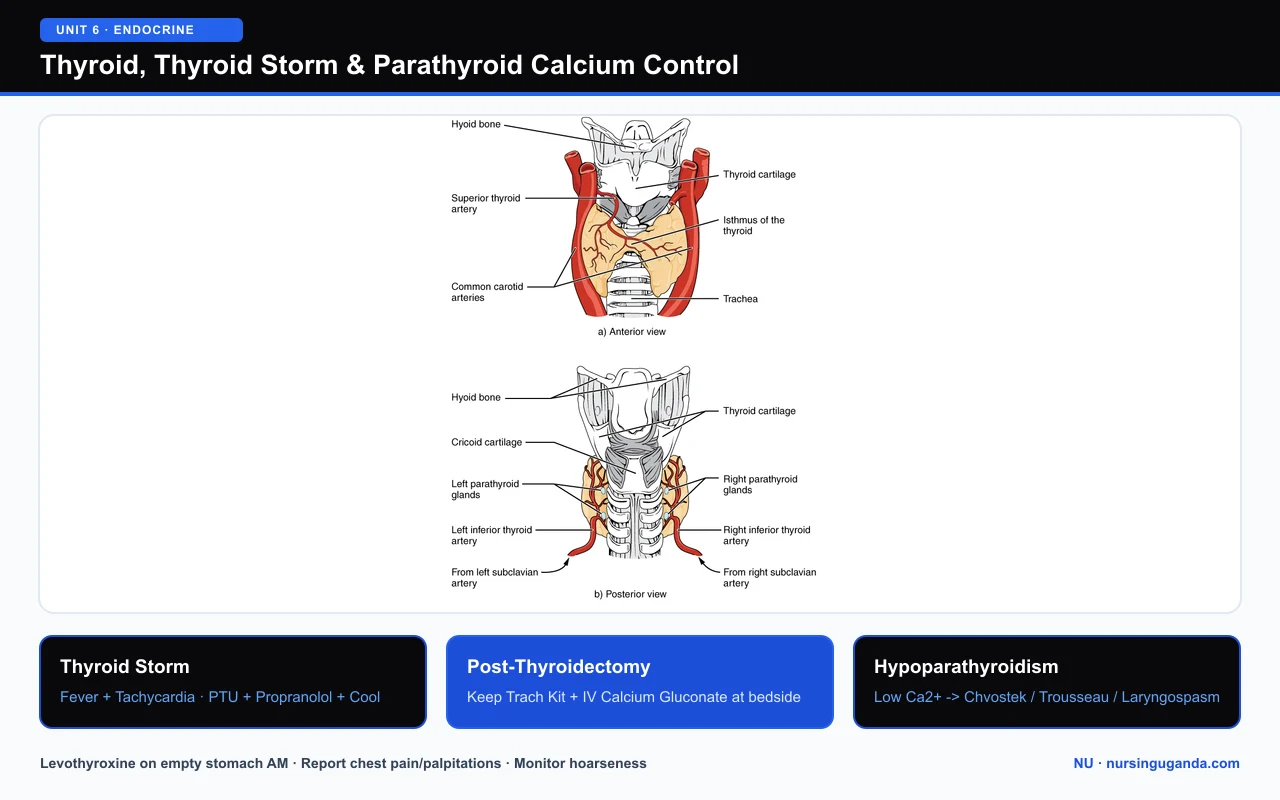 UNIT 6 · ENDOCRINE
Thyroid, Thyroid Storm & Parathyroid Calcium Control
Hyoid bone
Thyroid cartilage
Superior thyroid
artery
Isthmus of the
thyroid
Common carotid
arteries
Trachea
a) Anterior view
Hyoid bone
Thyroid cartilage
Cricoid cartilage
Left parathyroid
glands
Right parathyroid
glands
Left inferior thyroid
artery
Right inferior thyroid
artery
From left subclavian
artery
From right subclavian
artery
b) Posterior view
Thyroid Storm
Fever + Tachycardia · PTU + Propranolol + Cool
Post-Thyroidectomy
Keep Trach Kit + IV Calcium Gluconate at bedside
Hypoparathyroidism
Low Ca2+ -> Chvostek / Trousseau / Laryngospasm
Levothyroxine on empty stomach AM · Report chest pain/palpitations · Monitor hoarseness
NU · nursinguganda.com